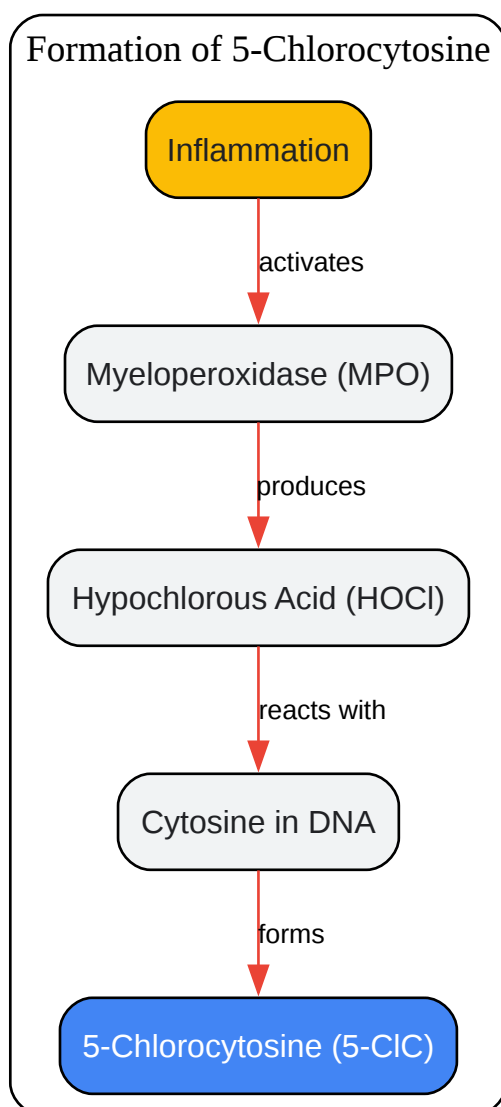 Formation of 5-Chlorocytosine
Inflammation
activates
Myeloperoxidase (MPO)
produces
Hypochlorous Acid (HOCl)
reacts with
Cytosine in DNA
forms
5-Chlorocytosine (5-ClC)